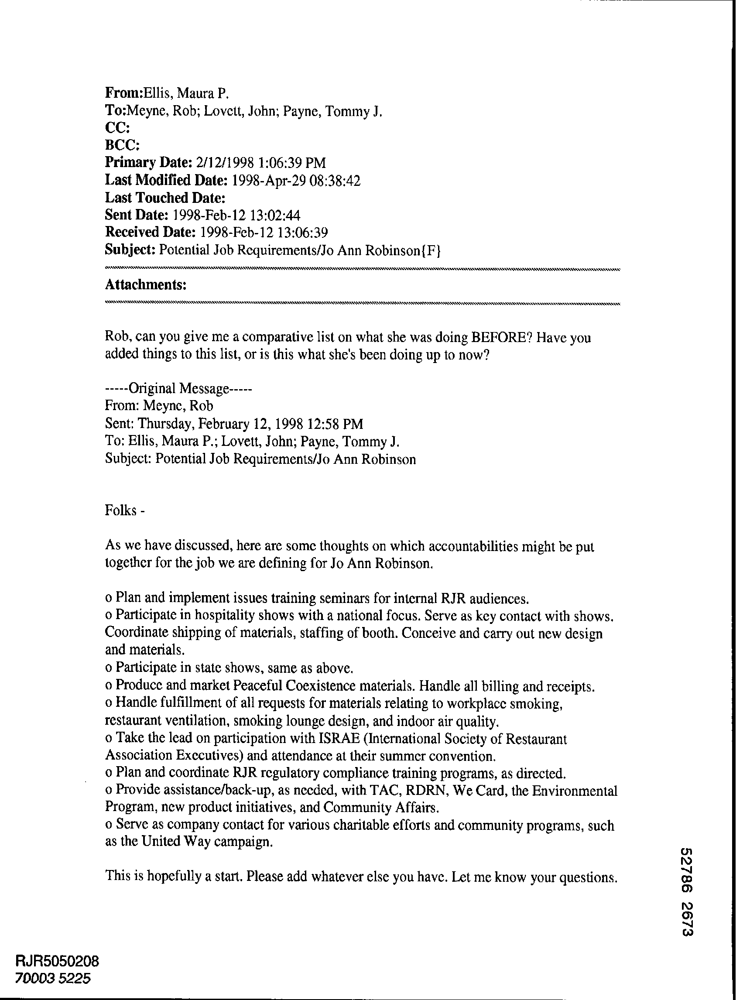 From:Ellis, Maura P.
To:Meyne, Rob; Lovett, John; Payne, Tommy J.
CC:
BCC:
Primary Date: 2/12/1998 1:06:39 PM
Last Modified Date: 1998-Apr-29 08:38:42
Last Touched Date:
Sent Date: 1998-Feb-12 13:02:44
Received Date: 1998-Feb-12 13:06:39
Subject: Potential Job Requirements/Jo Ann Robinson{F}
Attachments:
Rob, can you give me a comparative list on what she was doing BEFORE? Have you
added things to this list, or is this what she's been doing up to now?
-----Original Message-----
From: Meyne, Rob
Sent: Thursday, February 12, 1998 12:58 PM
To: Ellis, Maura P.; Lovett, John; Payne, Tommy J.
Subject: Potential Job Requirements/Jo Ann Robinson
Folks -
As we have discussed, here are some thoughts on which accountabilities might be put
together for the job we are defining for Jo Ann Robinson.
o Plan and implement issues training seminars for internal RJR audiences.
o Participate in hospitality shows with a national focus. Serve as key contact with shows.
Coordinate shipping of materials, staffing of booth. Conceive and carry out new design
and materials.
o Participate in state shows, same as above.
o Produce and market Peaceful Coexistence materials. Handle all billing and receipts.
o Handle fulfillment of all requests for materials relating to workplace smoking,
restaurant ventilation, smoking lounge design, and indoor air quality.
o Take the lead on participation with ISRAE (International Society of Restaurant
Association Executives) and attendance at their summer convention.
o Plan and coordinate RJR regulatory compliance training programs, as directed.
o Provide assistance/back-up, as needed, with TAC, RDRN, We Card, the Environmental
Program, new product initiatives, and Community Affairs.
o Serve as company contact for various charitable efforts and community programs, such
as the United Way campaign.
This is hopefully a start. Please add whatever else you have. Let me know your questions.
52786 2673
RJR5050208
70003 5225